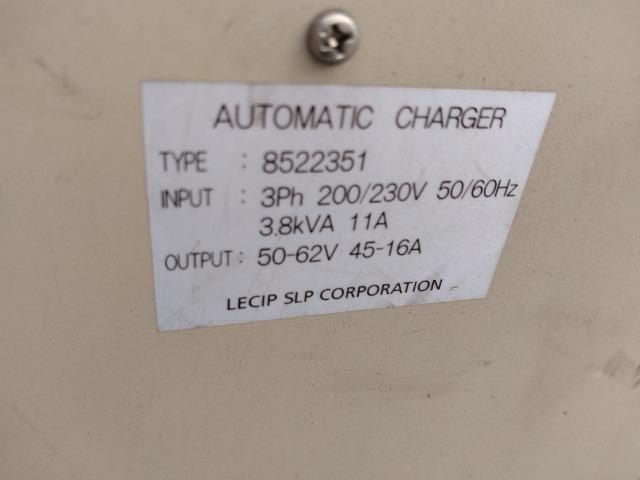 AUTOMATIC CHARGER
TYPE : 8522351
INPUT : 3Ph 200/230V 50/60Hz
3.8kVA 11A
OUTPUT : 50-62V 45-16A
LECIP SLP CORPORATION